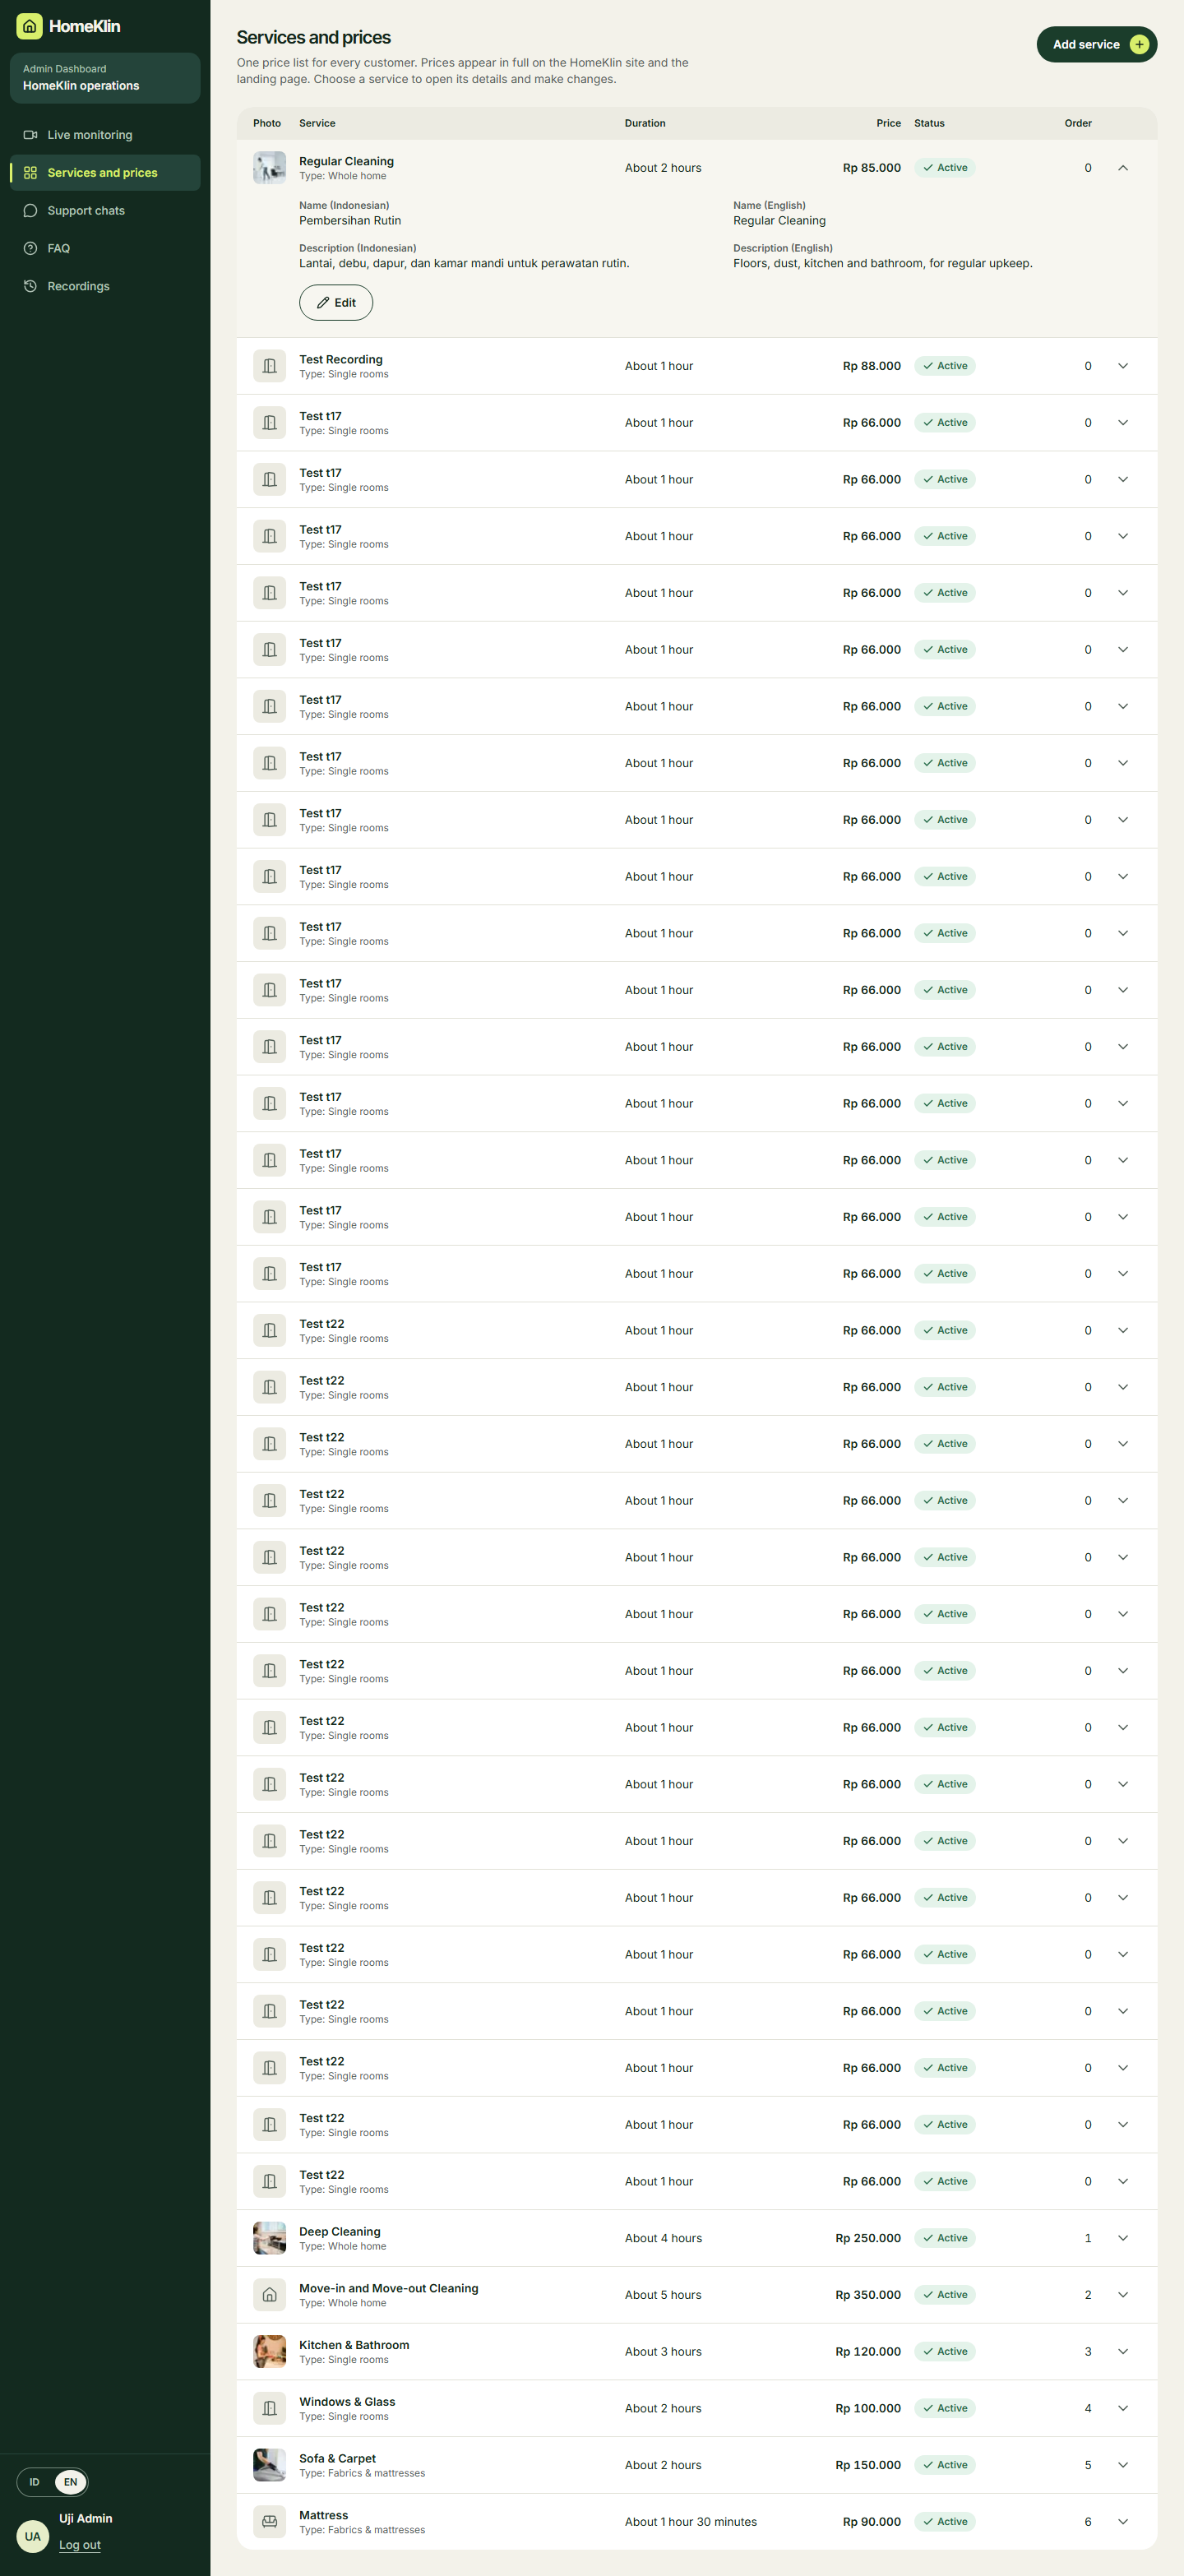 HomeKlin
Admin Dashboard
HomeKlin operations
Live monitoring
Services and prices
Support chats
FAQ
Recordings
ID EN
UA
Uji Admin
Log out
Services and prices
One price list for every customer. Prices appear in full on the HomeKlin site and the
landing page. Choose a service to open its details and make changes.
Add service
Photo Service Duration Price Status Order
Regular Cleaning
Type: Whole home
About 2 hours Rp 85.000 Active 0
Name (Indonesian)
Pembersihan Rutin
Name (English)
Regular Cleaning
Description (Indonesian)
Lantai, debu, dapur, dan kamar mandi untuk perawatan rutin.
Description (English)
Floors, dust, kitchen and bathroom, for regular upkeep.
Edit
Test Recording
Type: Single rooms
About 1 hour Rp 88.000 Active 0
Test t17
Type: Single rooms
About 1 hour Rp 66.000 Active 0
Test t17
Type: Single rooms
About 1 hour Rp 66.000 Active 0
Test t17
Type: Single rooms
About 1 hour Rp 66.000 Active 0
Test t17
Type: Single rooms
About 1 hour Rp 66.000 Active 0
Test t17
Type: Single rooms
About 1 hour Rp 66.000 Active 0
Test t17
Type: Single rooms
About 1 hour Rp 66.000 Active 0
Test t17
Type: Single rooms
About 1 hour Rp 66.000 Active 0
Test t17
Type: Single rooms
About 1 hour Rp 66.000 Active 0
Test t17
Type: Single rooms
About 1 hour Rp 66.000 Active 0
Test t17
Type: Single rooms
About 1 hour Rp 66.000 Active 0
Test t17
Type: Single rooms
About 1 hour Rp 66.000 Active 0
Test t17
Type: Single rooms
About 1 hour Rp 66.000 Active 0
Test t17
Type: Single rooms
About 1 hour Rp 66.000 Active 0
Test t17
Type: Single rooms
About 1 hour Rp 66.000 Active 0
Test t17
Type: Single rooms
About 1 hour Rp 66.000 Active 0
Test t17
Type: Single rooms
About 1 hour Rp 66.000 Active 0
Test t22
Type: Single rooms
About 1 hour Rp 66.000 Active 0
Test t22
Type: Single rooms
About 1 hour Rp 66.000 Active 0
Test t22
Type: Single rooms
About 1 hour Rp 66.000 Active 0
Test t22
Type: Single rooms
About 1 hour Rp 66.000 Active 0
Test t22
Type: Single rooms
About 1 hour Rp 66.000 Active 0
Test t22
Type: Single rooms
About 1 hour Rp 66.000 Active 0
Test t22
Type: Single rooms
About 1 hour Rp 66.000 Active 0
Test t22
Type: Single rooms
About 1 hour Rp 66.000 Active 0
Test t22
Type: Single rooms
About 1 hour Rp 66.000 Active 0
Test t22
Type: Single rooms
About 1 hour Rp 66.000 Active 0
Test t22
Type: Single rooms
About 1 hour Rp 66.000 Active 0
Test t22
Type: Single rooms
About 1 hour Rp 66.000 Active 0
Test t22
Type: Single rooms
About 1 hour Rp 66.000 Active 0
Test t22
Type: Single rooms
About 1 hour Rp 66.000 Active 0
Test t22
Type: Single rooms
About 1 hour Rp 66.000 Active 0
Test t22
Type: Single rooms
About 1 hour Rp 66.000 Active 0
Deep Cleaning
Type: Whole home
About 4 hours Rp 250.000 Active 1
Move-in and Move-out Cleaning
Type: Whole home
About 5 hours Rp 350.000 Active 2
Kitchen & Bathroom
Type: Single rooms
About 3 hours Rp 120.000 Active 3
Windows & Glass
Type: Single rooms
About 2 hours Rp 100.000 Active 4
Sofa & Carpet
Type: Fabrics & mattresses
About 2 hours Rp 150.000 Active 5
Mattress
Type: Fabrics & mattresses
About 1 hour 30 minutes Rp 90.000 Active 6